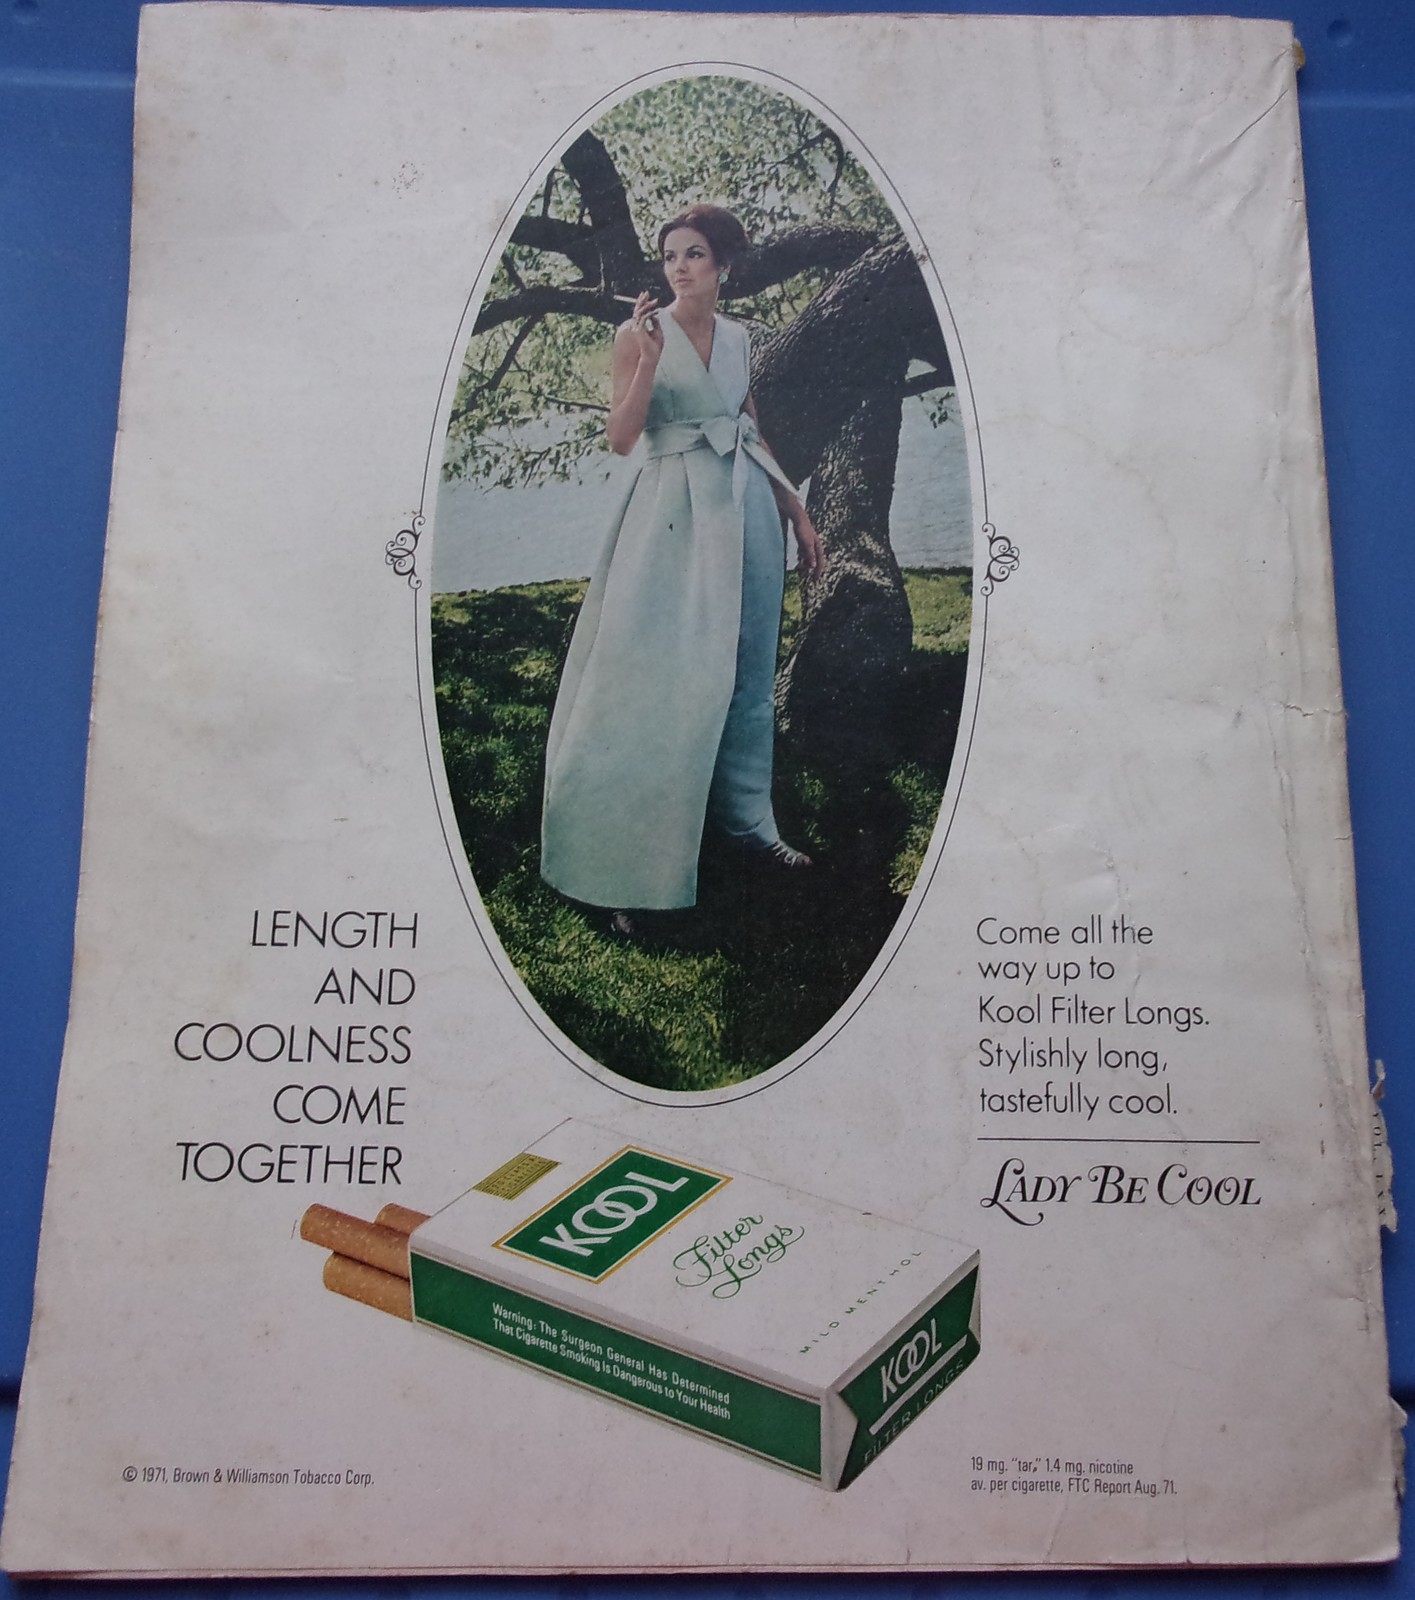 LENGTH
AND
COOLNESS
COME
TOGETHER
Come all the
way up to
Kool Filter Longs.
Stylishly long,
tastefully cool.
LADY BE COOL
KOOL
Filter
Longs
MILD MENTHOL
Warning: The Surgeon General Has Determined
That Cigarette Smoking Is Dangerous to Your Health
KOOL
FILTER LONGS
© 1971, Brown & Williamson Tobacco Corp.
19 mg. "tar," 1.4 mg. nicotine
av. per cigarette, FTC Report Aug. 71.